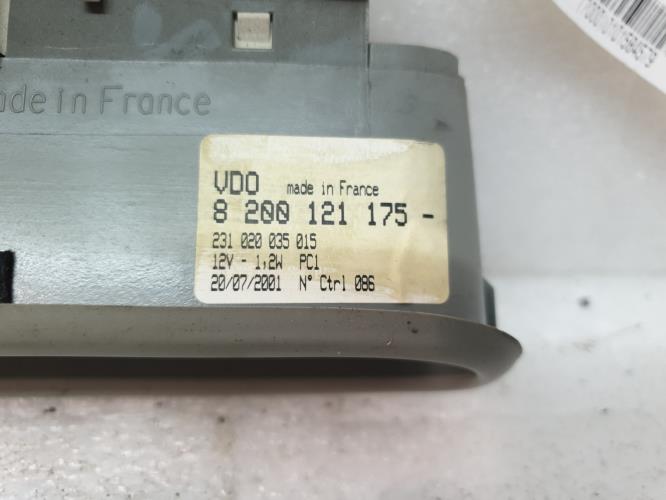 made in France
VDO made in France
8 200 121 175 -
231 020 035 015
12V - 1,2W PC1
20/07/2001 N° Ctrl 086